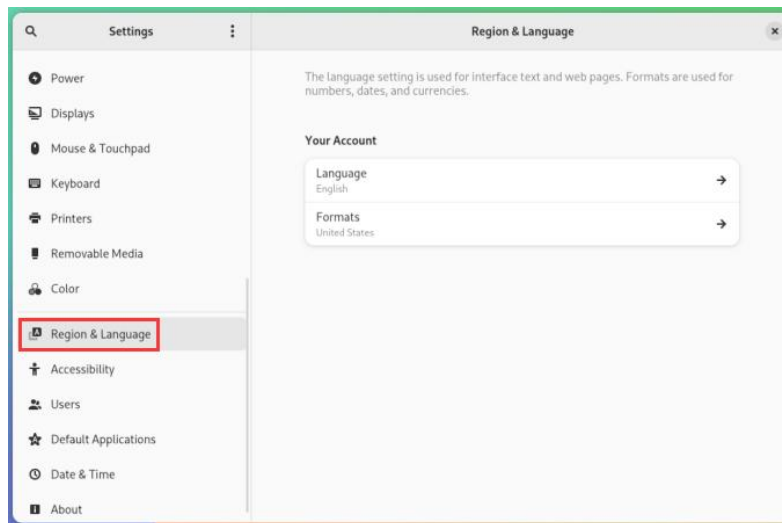 Settings
Region & Language
Power
Displays
Mouse & Touchpad
Keyboard
Printers
Removable Media
Color
Region & Language
Accessibility
Users
Default Applications
Date & Time
About
The language setting is used for interface text and web pages. Formats are used for
numbers, dates, and currencies.
Your Account
Language
English
Formats
United States